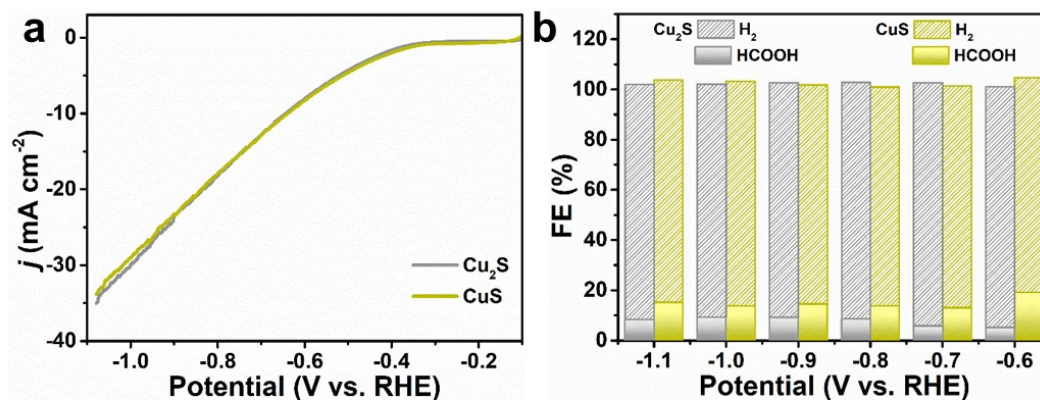 a
0
-10
-20
-30
-40
j (mA cm⁻²)
Cu₂S
CuS
-1.0 -0.8 -0.6 -0.4 -0.2
Potential (V vs. RHE)
b
120
100
80
60
40
20
0
FE (%)
Cu₂S H₂ CuS H₂
HCOOH HCOOH
-1.1 -1.0 -0.9 -0.8 -0.7 -0.6
Potential (V vs. RHE)